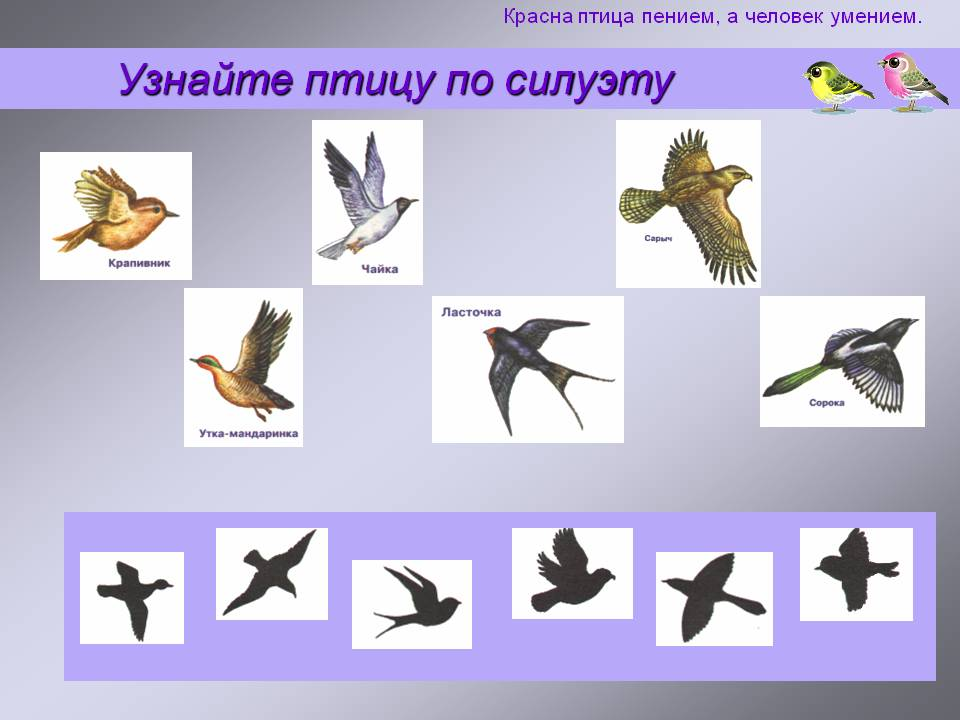 Красна птица пением, а человек умением.
Узнайте птицу по силуэту
Крапивник
Чайка
Сарыч
Утка-мандаринка
Ласточка
Сорока